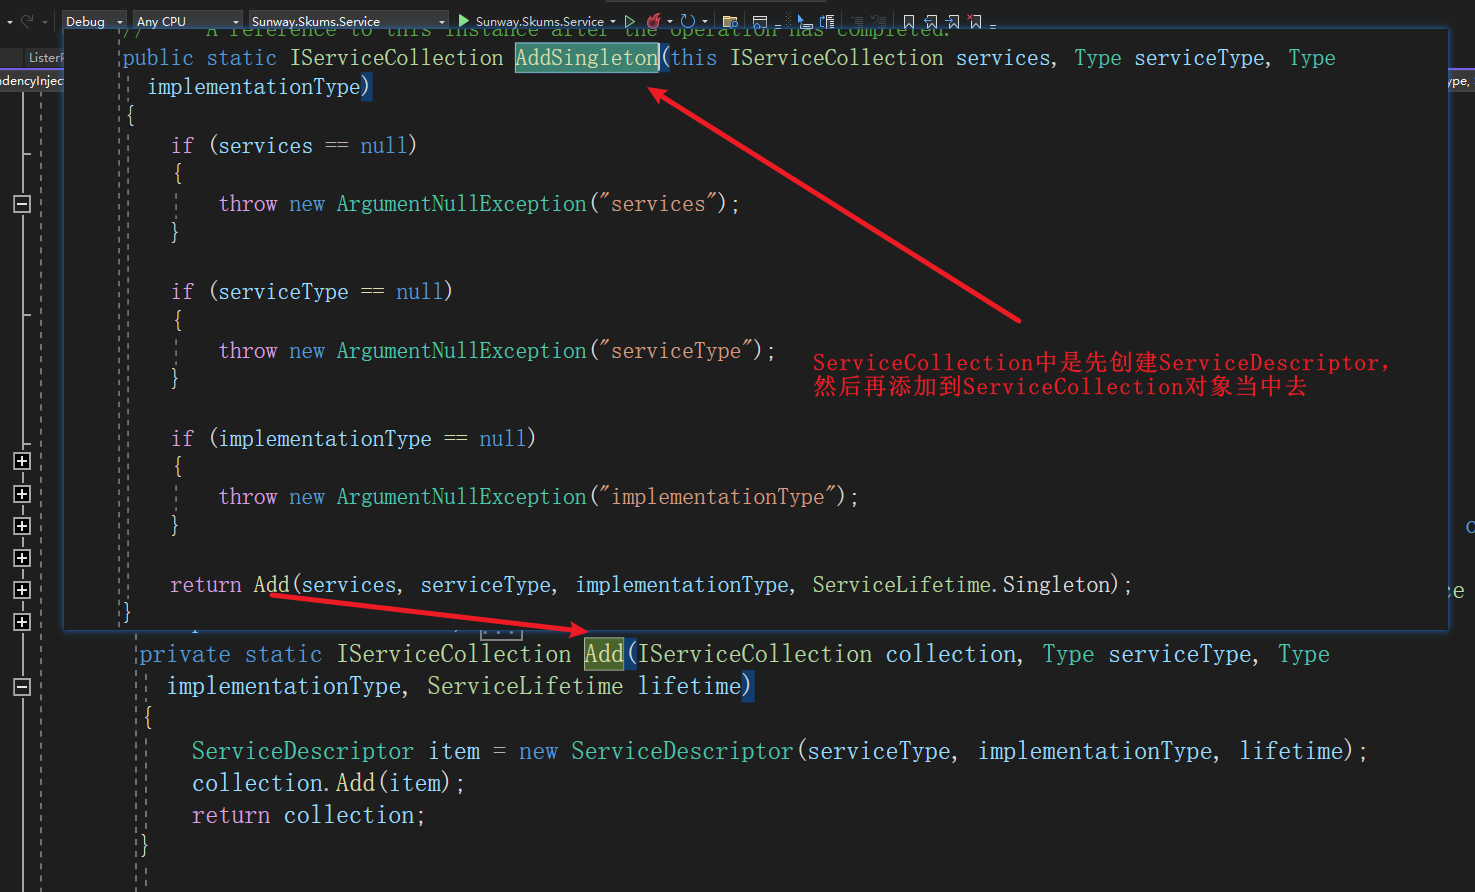 Debug
Any CPU
Sunway.Skums.Service
Sunway.Skums.Service
// A reference to this instance after the operation has completed.
ListerF
ndencyInject
ype,
public static IServiceCollection AddSingleton(this IServiceCollection services, Type serviceType, Type
implementationType)
{
if (services == null)
{
throw new ArgumentNullException("services");
}
if (serviceType == null)
{
throw new ArgumentNullException("serviceType");
}
ServiceCollection中是先创建ServiceDescriptor，
然后再添加到ServiceCollection对象当中去
if (implementationType == null)
{
throw new ArgumentNullException("implementationType");
}
return Add(services, serviceType, implementationType, ServiceLifetime.Singleton);
}
...
private static IServiceCollection Add(IServiceCollection collection, Type serviceType, Type
implementationType, ServiceLifetime lifetime)
{
ServiceDescriptor item = new ServiceDescriptor(serviceType, implementationType, lifetime);
collection.Add(item);
return collection;
}